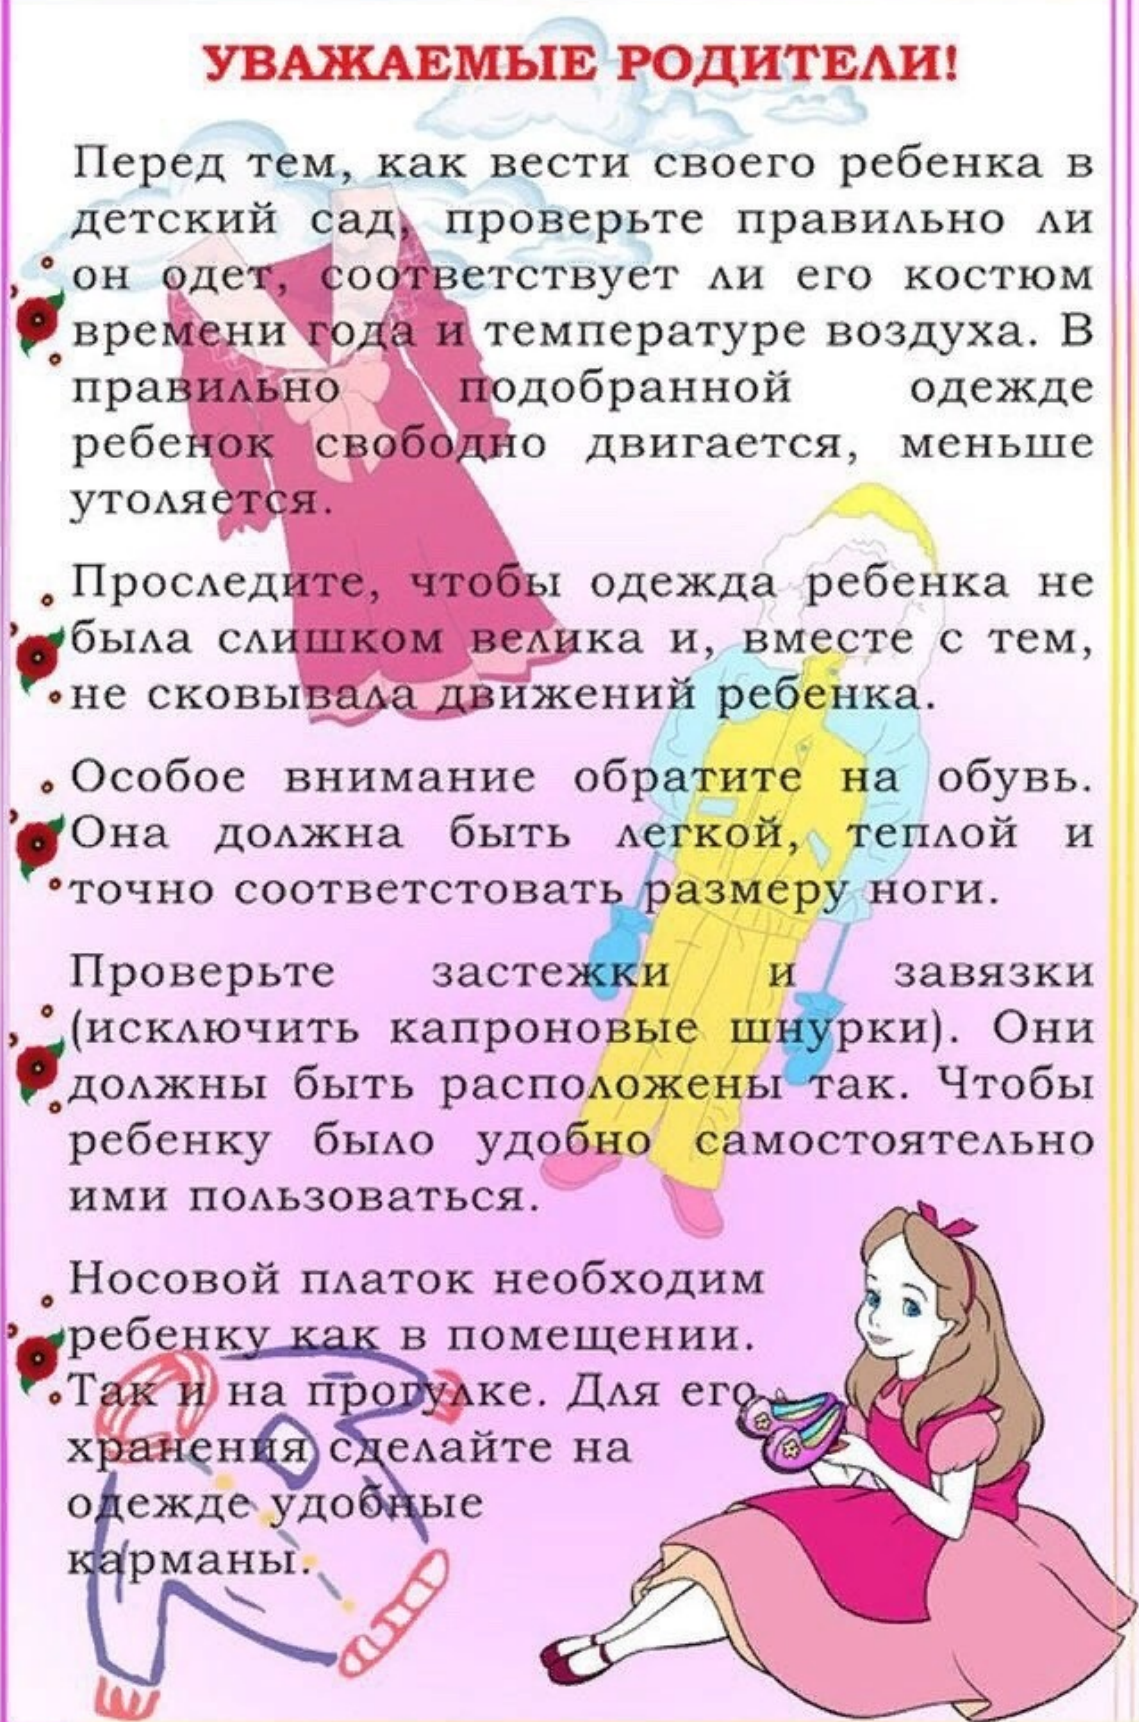 УВАЖАЕМЫЕ РОДИТЕЛИ!
Перед тем, как вести своего ребенка в
детский сад, проверьте правильно ли
он одет, соответствует ли его костюм
времени года и температуре воздуха. В
правильно подобранной одежде
ребенок свободно двигается, меньше
утоляется.
Проследите, чтобы одежда ребенка не
была слишком велика и, вместе с тем,
не сковывала движений ребенка.
Особое внимание обратите на обувь.
Она должна быть легкой, теплой и
точно соответстовать размеру ноги.
Проверьте застежки и завязки
(исключить капроновые шнурки). Они
должны быть расположены так. Чтобы
ребенку было удобно самостоятельно
ими пользоваться.
Носовой платок необходим
ребенку как в помещении.
Так и на прогулке. Для его
хранения сделайте на
одежде удобные
карманы.